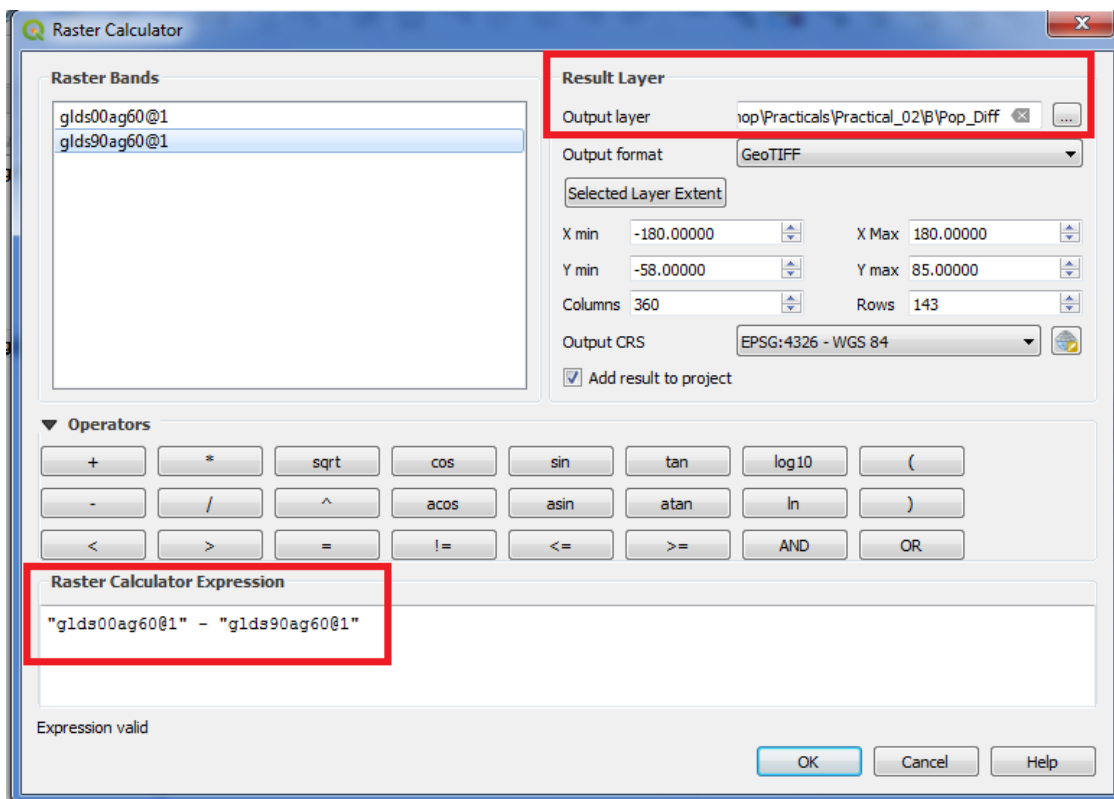 Raster Calculator
X
Raster Bands
glds00ag60@1
glds90ag60@1
Result Layer
Output layer
op\Practicals\Practical_02\B\Pop_Diff
...
Output format
GeoTIFF
Selected Layer Extent
X min -180.00000 X Max 180.00000
Y min -58.00000 Y max 85.00000
Columns 360 Rows 143
Output CRS EPSG:4326 - WGS 84
Add result to project
Operators
+ * sqrt cos sin tan log10 (
- / ^ acos asin atan ln )
< > = != <= >= AND OR
Raster Calculator Expression
"glds00ag60@1" - "glds90ag60@1"
Expression valid
OK Cancel Help